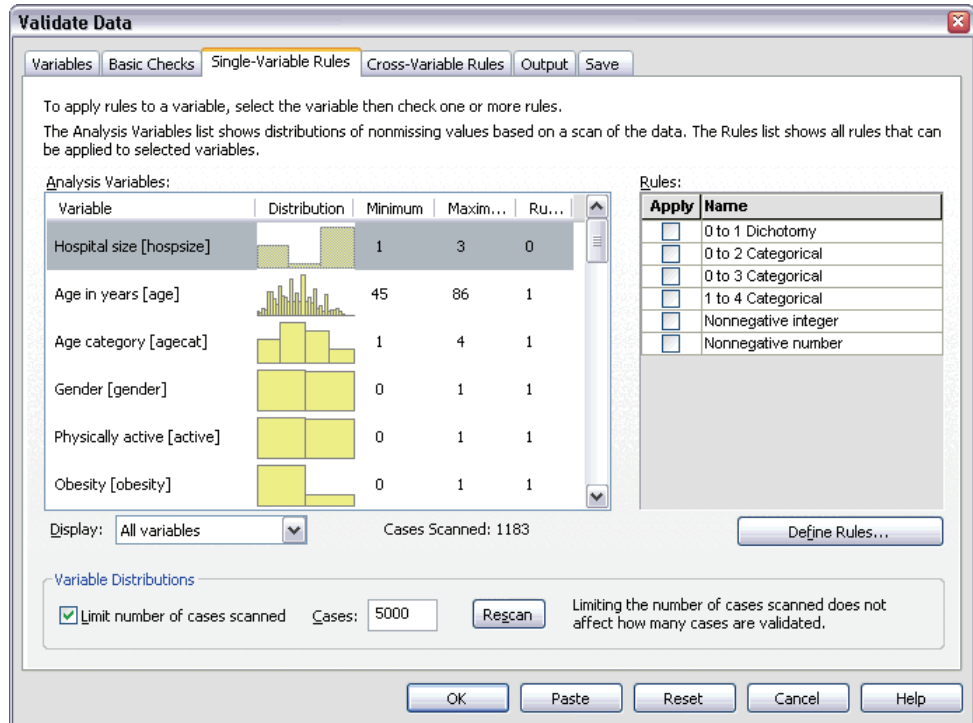 Validate Data
Variables Basic Checks Single-Variable Rules Cross-Variable Rules Output Save
To apply rules to a variable, select the variable then check one or more rules.
The Analysis Variables list shows distributions of nonmissing values based on a scan of the data. The Rules list shows all rules that can
be applied to selected variables.
Analysis Variables:
Variable Distribution Minimum Maxim... Ru...
Hospital size [hospsize] 1 3 0
Age in years [age] 45 86 1
Age category [agecat] 1 4 1
Gender [gender] 0 1 1
Physically active [active] 0 1 1
Obesity [obesity] 0 1 1
Rules:
Apply Name
0 to 1 Dichotomy
0 to 2 Categorical
0 to 3 Categorical
1 to 4 Categorical
Nonnegative integer
Nonnegative number
Display: All variables Cases Scanned: 1183
Define Rules...
Variable Distributions
Limit number of cases scanned Cases: 5000 Rescan
Limiting the number of cases scanned does not
affect how many cases are validated.
OK Paste Reset Cancel Help